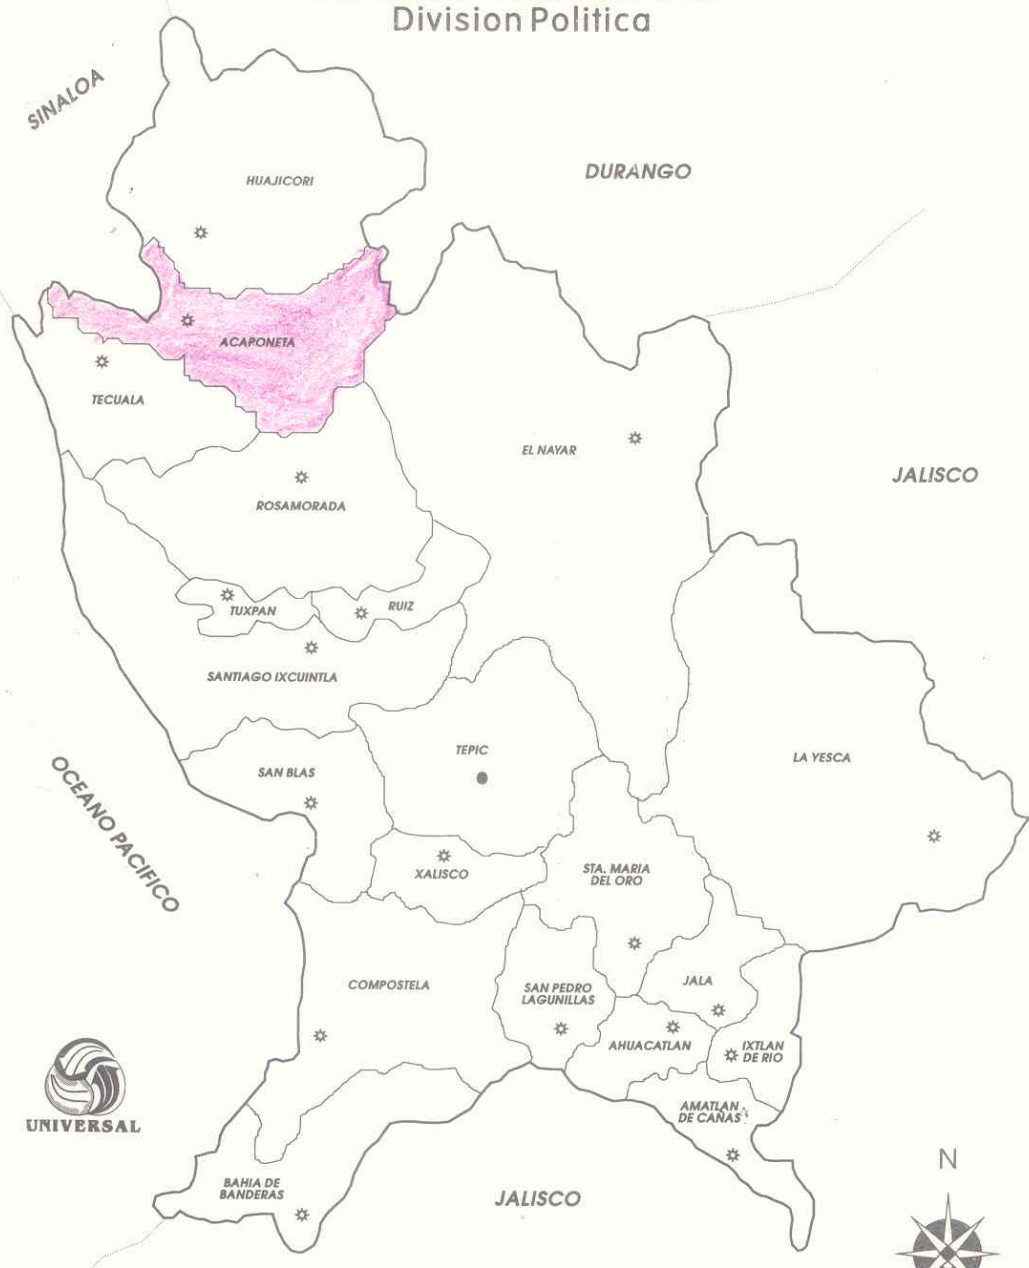 Division Politica
SINALOA
DURANGO
HUAJICORI
ACAPONETA
TECUALA
EL NAYAR
JALISCO
ROSAMORADA
TUXPAN
RUIZ
SANTIAGO IXCUINTLA
TEPIC
SAN BLAS
LA YESCA
OCEANO PACIFICO
XALISCO
STA. MARIA
DEL ORO
COMPOSTELA
SAN PEDRO
LAGUNILLAS
JALA
AHUACATLAN
IXTLAN
DE RIO
UNIVERSAL
AMATLAN
DE CAÑAS
BAHIA DE
BANDERAS
JALISCO
N